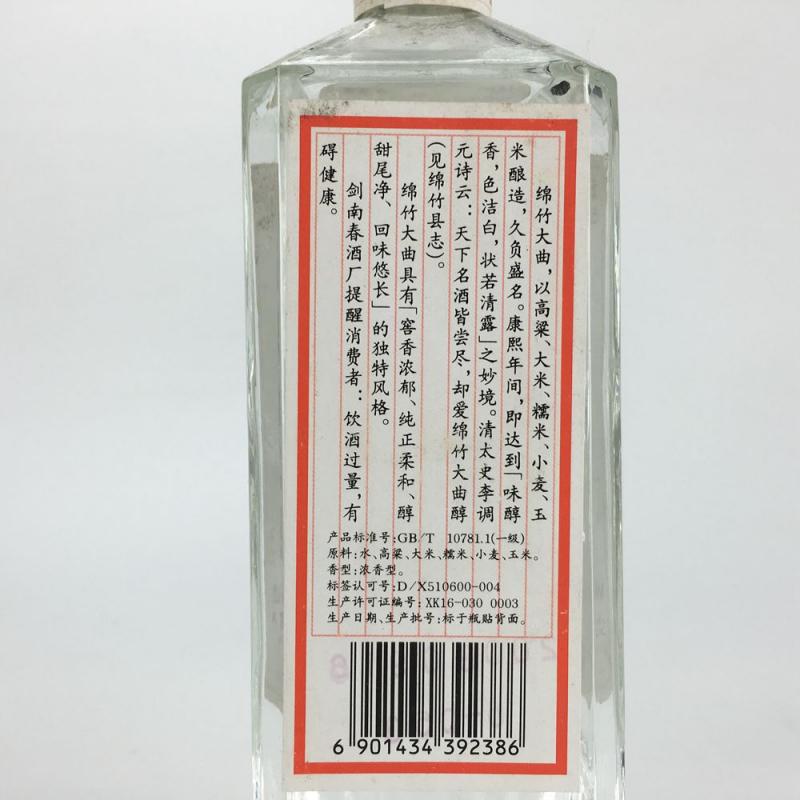 绵竹大曲，以高粱、大米、糯米、小麦、玉
米酿造，久负盛名。康熙年间，即达到「味醇
香，色洁白，状若清露」之妙境。清太史李调
元诗云：天下名酒皆尝尽，却爱绵竹大曲醇
（见绵竹县志）。
绵竹大曲具有「窖香浓郁、纯正柔和、醇
甜尾净、回味悠长」的独特风格。
剑南春酒厂提醒消费者：饮酒过量，有
碍健康。
产品标准号:GB/T 10781.1(一级)
原料:水、高粱、大米、糯米、小麦、玉米。
香型:浓香型。
标签认可号:D/X510600-004
生产许可证编号: XK16-030 0003
生产日期、生产批号:标于瓶贴背面。
6 901434 392386